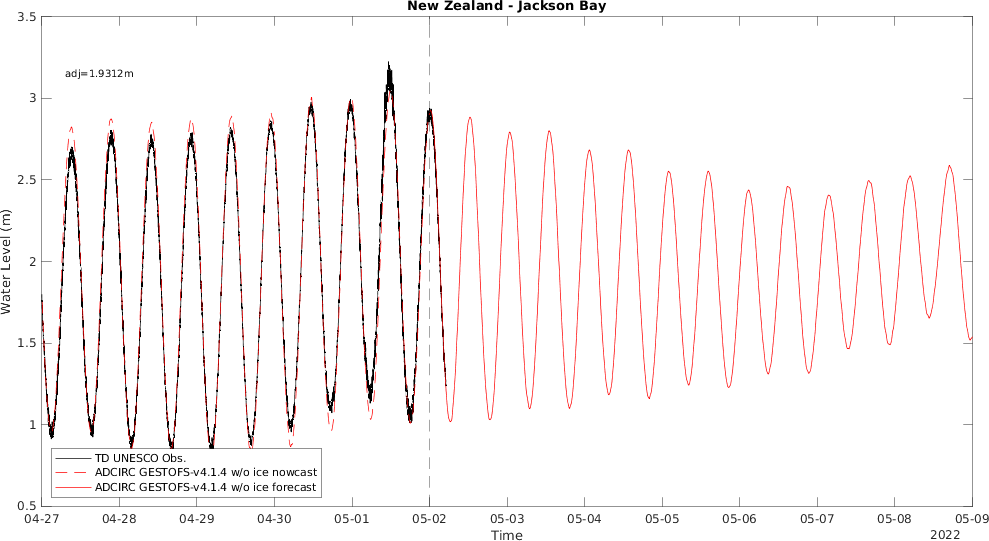 New Zealand - Jackson Bay
adj=1.9312m
Water Level (m)
3.5
3
2.5
2
1.5
1
0.5
TD UNESCO Obs.
ADCIRC GESTOFS-v4.1.4 w/o ice nowcast
ADCIRC GESTOFS-v4.1.4 w/o ice forecast
04-27 04-28 04-29 04-30 05-01 05-02 05-03 05-04 05-05 05-06 05-07 05-08 05-09
Time
2022